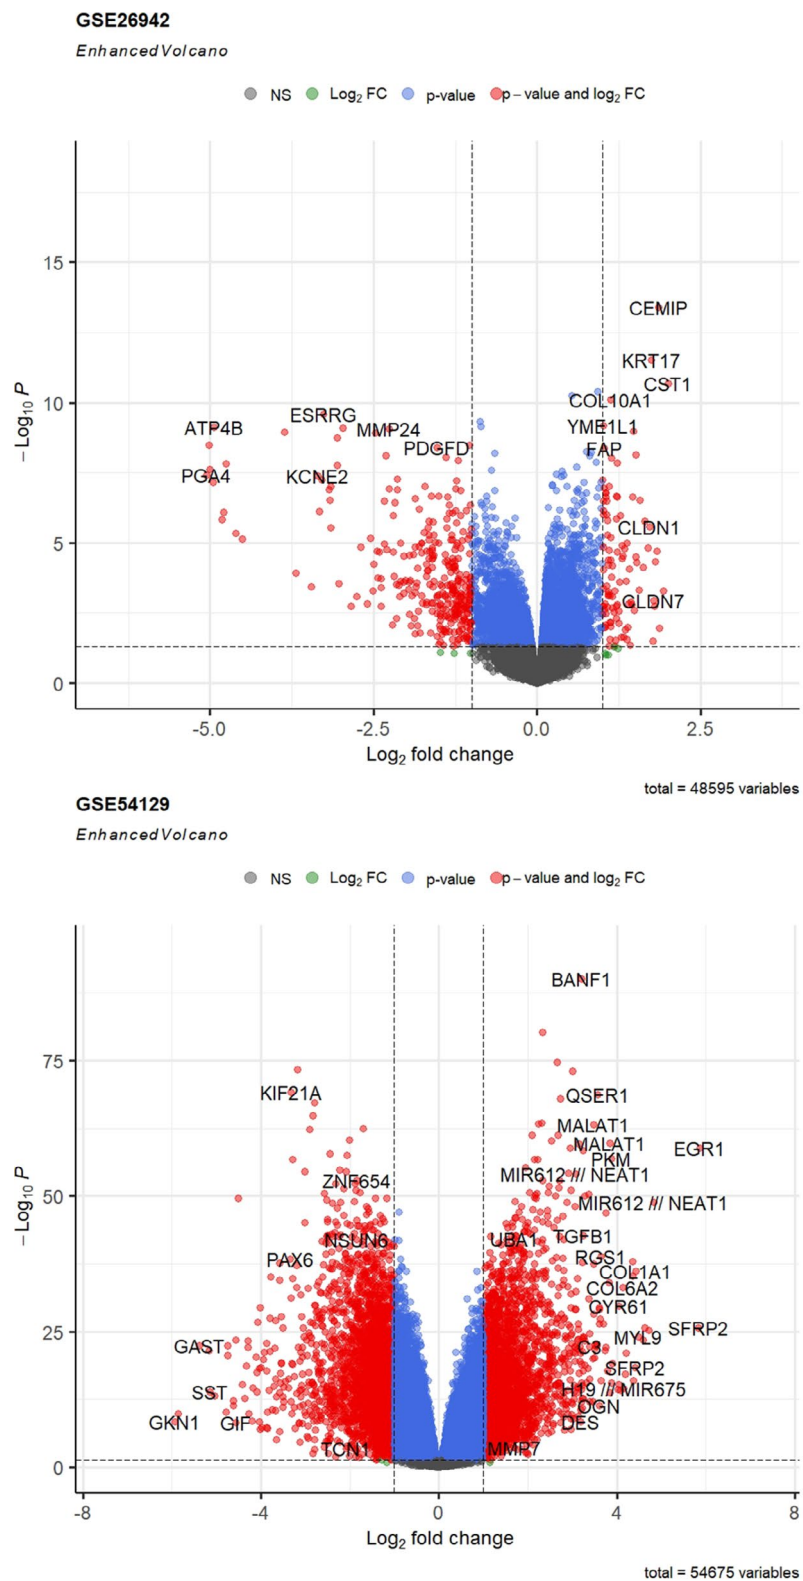 GSE26942
EnhancedVolcano
NS Log2 FC p-value p – value and log2 FC
15
CEMIP
KRT17
CST1
10 COL10A1
ESRRG
ATP4B MMP24 YME1L1
PDGFD FAP
PGA4 KCNE2
5 CLDN1
CLDN7
0
– Log10 P
-5.0 -2.5 0.0 2.5
Log2 fold change
total = 48595 variables
GSE54129
EnhancedVolcano
NS Log2 FC p-value p – value and log2 FC
BANF1
75
KIF21A QSER1
MALAT1
MALAT1 EGR1
PKM
ZNF654 MIR612 /// NEAT1
50 MIR612 /// NEAT1
NSUN6 UBA1 TGFB1
PAX6 RGS1
COL1A1
COL6A2
CYR61
25 SFRP2
GAST C3 MYL9
SFRP2
SST H19 /// MIR675
OGN
GKN1 GIF DES
TCN1 MMP7
0
– Log10 P
-8 -4 0 4 8
Log2 fold change
total = 54675 variables